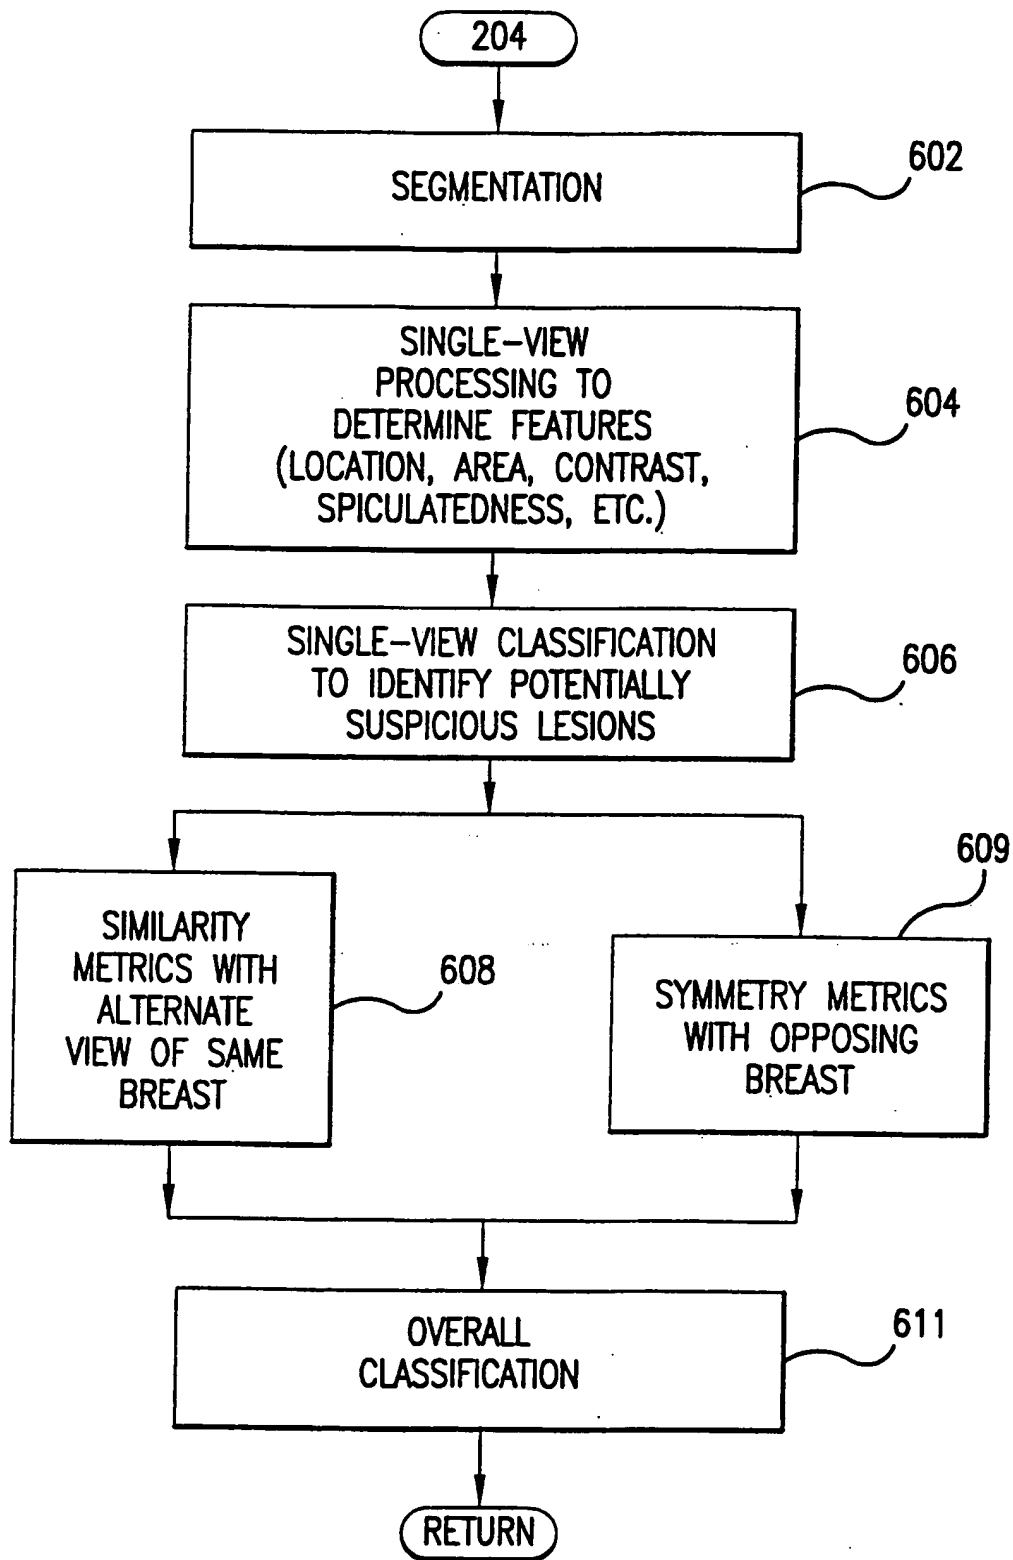 204
SEGMENTATION
602
SINGLE-VIEW
PROCESSING TO
DETERMINE FEATURES
(LOCATION, AREA, CONTRAST,
SPICULATEDNESS, ETC.)
604
SINGLE-VIEW CLASSIFICATION
TO IDENTIFY POTENTIALLY
SUSPICIOUS LESIONS
606
SIMILARITY
METRICS WITH
ALTERNATE
VIEW OF SAME
BREAST
608
609
SYMMETRY METRICS
WITH OPPOSING
BREAST
OVERALL
CLASSIFICATION
611
RETURN